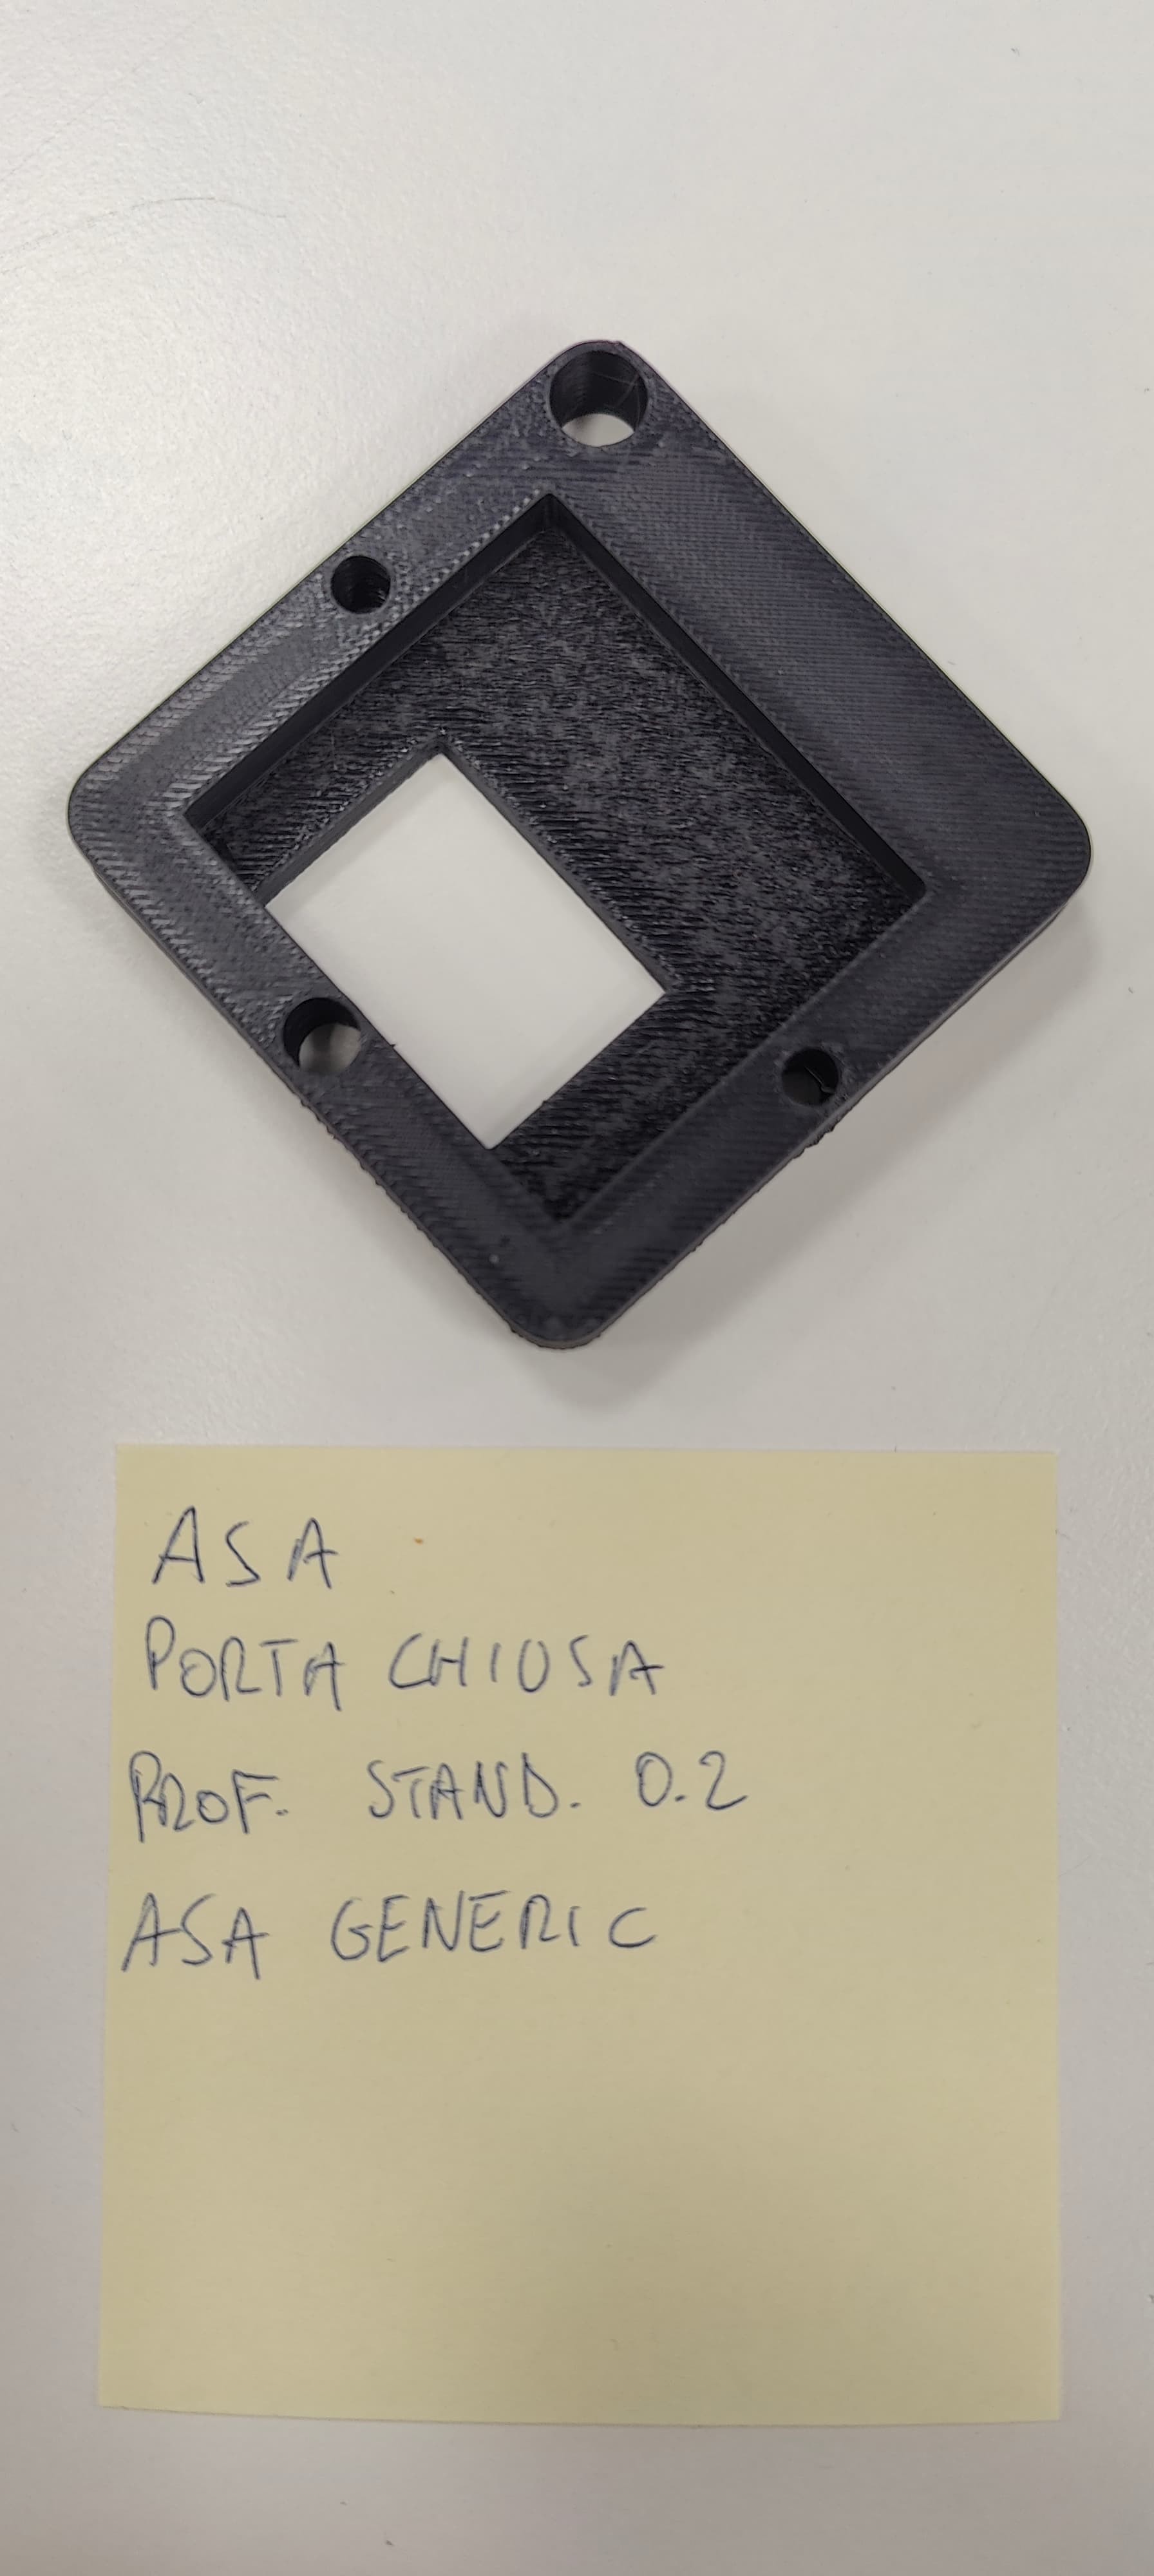 ASA
PORTA CHIUSA
PROF. STAND. 0.2
ASA GENERIC